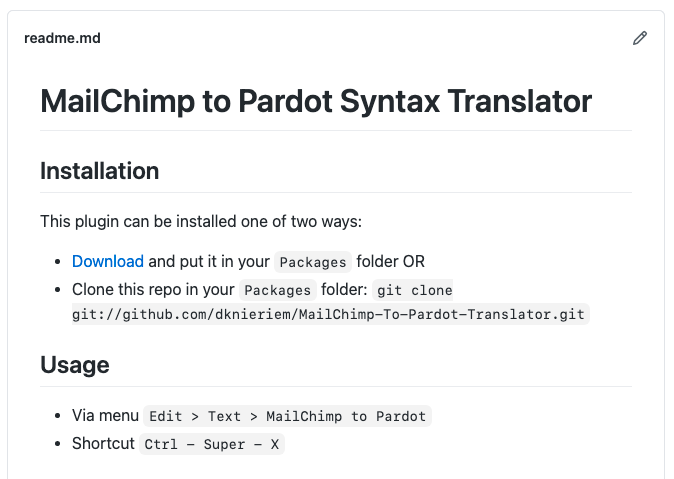 readme.md
MailChimp to Pardot Syntax Translator
Installation
This plugin can be installed one of two ways:
• Download and put it in your Packages folder OR
• Clone this repo in your Packages folder: git clone
git://github.com/dknieriem/MailChimp-To-Pardot-Translator.git
Usage
• Via menu Edit > Text > MailChimp to Pardot
• Shortcut Ctrl - Super - X